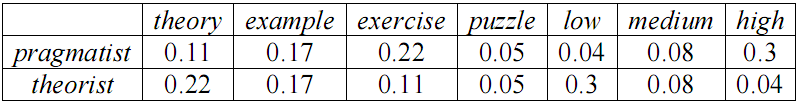 theory example exercise puzzle low medium high
pragmatist 0.11 0.17 0.22 0.05 0.04 0.08 0.3
theorist 0.22 0.17 0.11 0.05 0.3 0.08 0.04